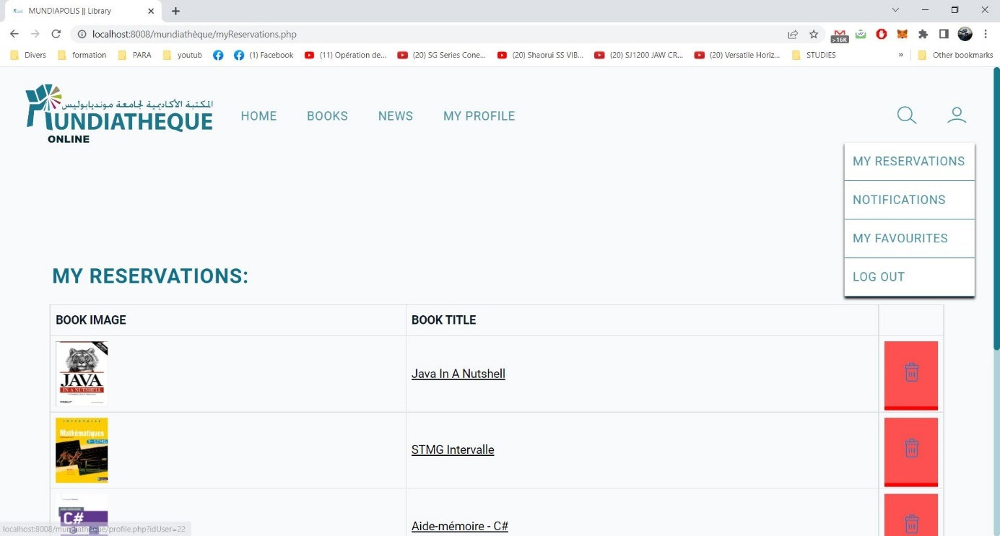 MUNDIAPOLIS || Library
localhost:8008/mundiathèque/myReservations.php
>16K
Divers
formation
PARA
youtub
(1) Facebook
(11) Opération de...
(20) SG Series Cone...
(20) Shaorui SS VIB...
(20) SJ1200 JAW CR...
(20) Versatile Horiz...
STUDIES
»
Other bookmarks
المكتبة الأكاديمية لجامعة موندیابولیس
MUNDIATHEQUE
ONLINE
HOME
BOOKS
NEWS
MY PROFILE
MY RESERVATIONS
NOTIFICATIONS
MY FAVOURITES
LOG OUT
MY RESERVATIONS:
BOOK IMAGE
BOOK TITLE
JAVA
IN A NUTSHELL
Java In A Nutshell
Mathématiques
STMG Intervalle
C#
Aide-mémoire - C#
localhost:8008/mundiathèque/profile.php?idUser=22